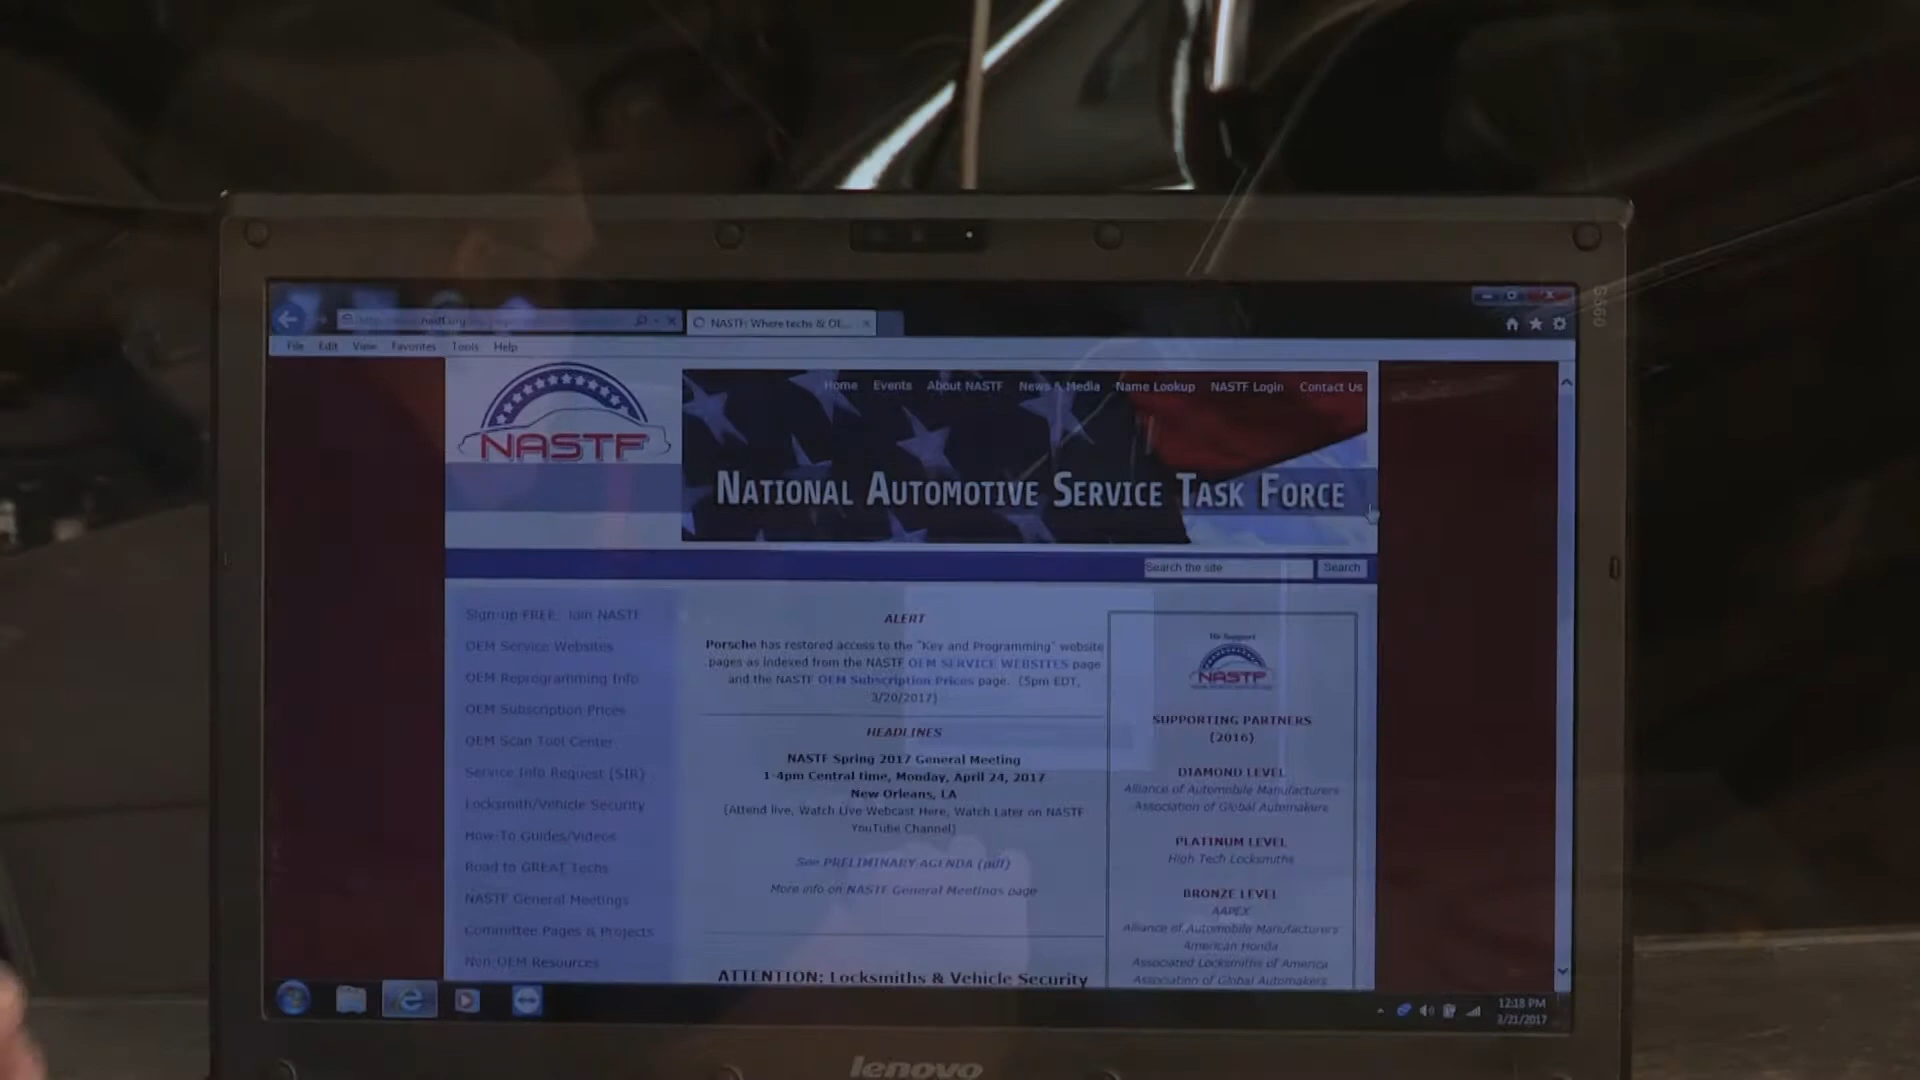 NASTF: Where techs & OE...
File Edit View Favorites Tools Help
NASTF
Home Events About NASTF News & Media Name Lookup NASTF Login Contact Us
NATIONAL AUTOMOTIVE SERVICE TASK FORCE
Search the site Search
Sign-up FREE, Join NASTF
OEM Service Websites
OEM Reprogramming Info
OEM Subscription Prices
OEM Scan Tool Center
Service Info Request (SIR)
Locksmith/Vehicle Security
How-To Guides/Videos
Road to GREAT Techs
NASTF General Meetings
Committee Pages & Projects
Non-OEM Resources
ALERT
Porsche has restored access to the "Key and Programming" website
pages as indexed from the NASTF OEM SERVICE WEBSITES page
and the NASTF OEM Subscription Prices page. (5pm EDT,
3/20/2017)
HEADLINES
NASTF Spring 2017 General Meeting
1-4pm Central time, Monday, April 24, 2017
New Orleans, LA
(Attend live, Watch Live Webcast Here, Watch Later on NASTF
YouTube Channel)
See PRELIMINARY AGENDA (pdf)
More info on NASTF General Meetings page
ATTENTION: Locksmiths & Vehicle Security
We Support
NASTF
SUPPORTING PARTNERS
(2016)
DIAMOND LEVEL
Alliance of Automobile Manufacturers
Association of Global Automakers
PLATINUM LEVEL
High Tech Locksmiths
BRONZE LEVEL
AAPEX
Alliance of Automobile Manufacturers
American Honda
Associated Locksmiths of America
Association of Global Automakers
12:18 PM
3/21/2017
lenovo